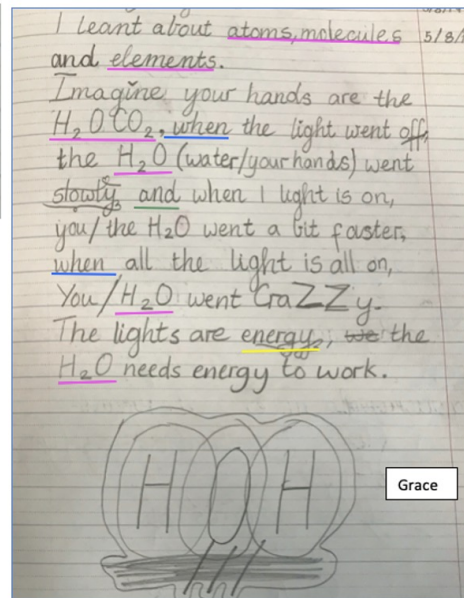 I leant about atoms, molecules 5/8/
and elements.
Imagine your hands are the
H₂O CO₂, when the light went off,
the H₂O (water/your hands) went
slowly, and when 1 light is on,
you/the H₂O went a bit faster,
when all the light is all on,
You/H₂O went CraZZy.
The lights are energy, we the
H₂O needs energy to work.
H O H
Grace